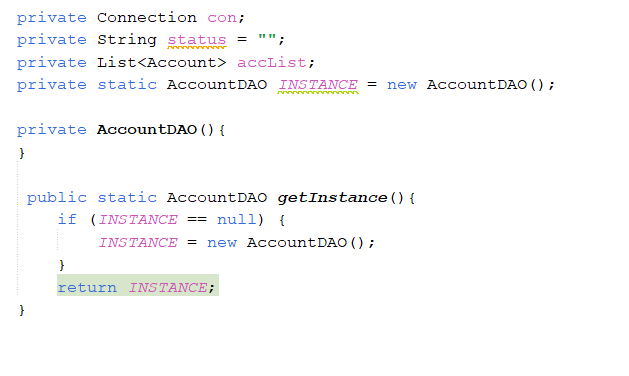 private Connection con;
private String status = "";
private List<Account> accList;
private static AccountDAO INSTANCE = new AccountDAO();
private AccountDAO(){
}
public static AccountDAO getInstance(){
if (INSTANCE == null) {
INSTANCE = new AccountDAO();
}
return INSTANCE;
}